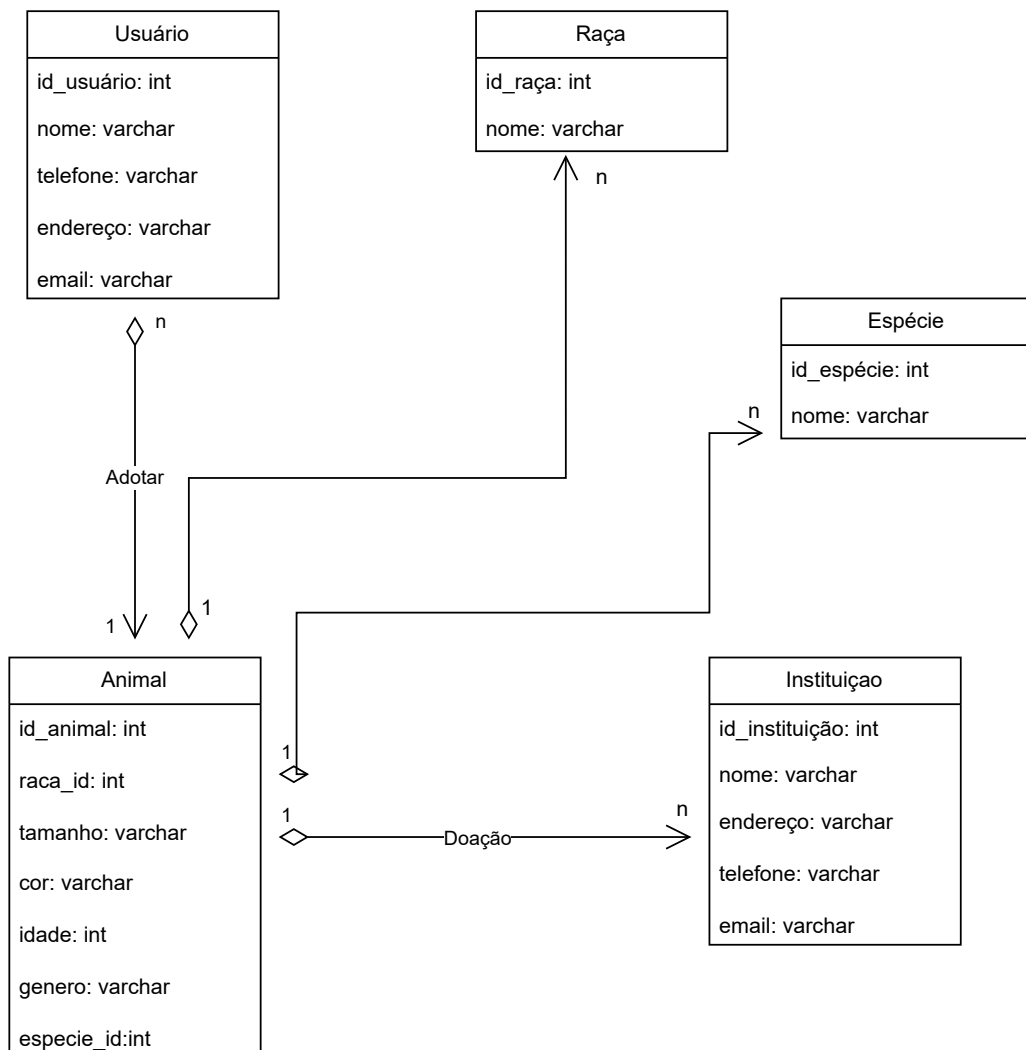 Usuário
id_usuário: int
nome: varchar
telefone: varchar
endereço: varchar
email: varchar
n
Raça
id_raça: int
nome: varchar
n
Espécie
id_espécie: int
nome: varchar
n
Adotar
1
1
Animal
id_animal: int
raca_id: int
tamanho: varchar
cor: varchar
idade: int
genero: varchar
especie_id:int
1
1
Doação
n
Instituiçao
id_instituição: int
nome: varchar
endereço: varchar
telefone: varchar
email: varchar